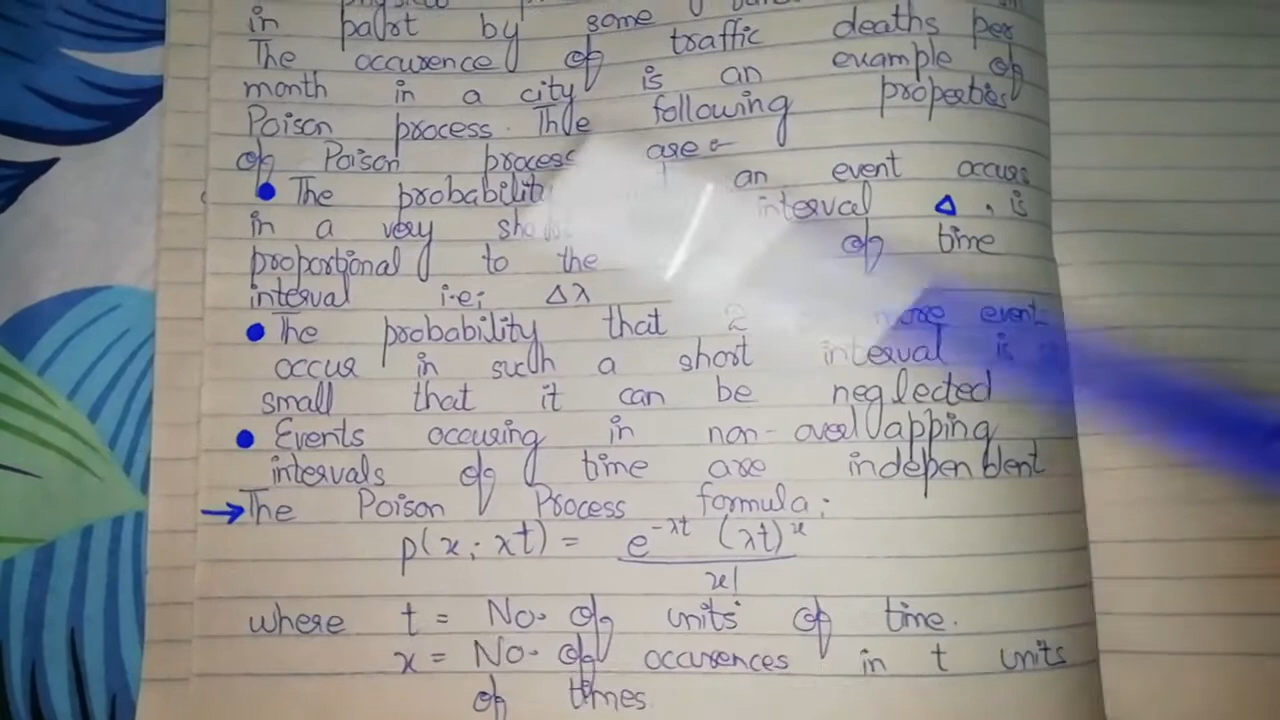 in part by some
The occurence of traffic deaths per
month in a city is an example of
Poison process. The following properties
of Poison process are:-
• The probability an event occurs
in a very interval Δ, is
proportional to the of time
interval i.e; Δλ
• The probability that 2 more event
occur in such a short interval is
small that it can be neglected
• Events occuring in non-overlapping
intervals of time are independent
→ The Poison Process formula:
p(x; λt) = e^-λt (λt)^x / x!
where t = No. of units of time.
x = No. of occurences in t units
of times.